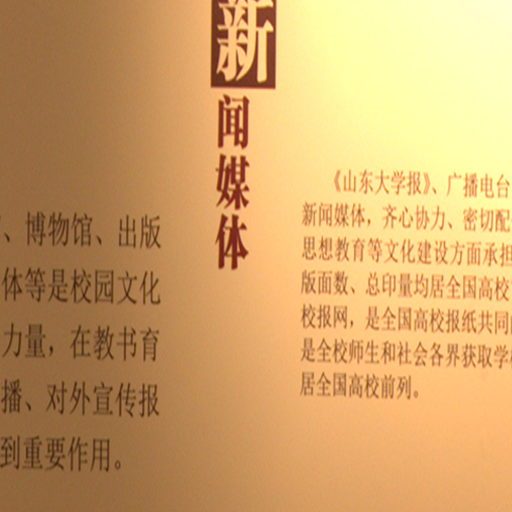 新
闻
媒
体
、博物馆、出版
体等是校园文化
力量，在教书育
播、对外宣传报
到重要作用。
《山东大学报》、广播电台
新闻媒体，齐心协力、密切配
思想教育等文化建设方面承担
版面数、总印量均居全国高校
校报网，是全国高校报纸共同
是全校师生和社会各界获取学
居全国高校前列。